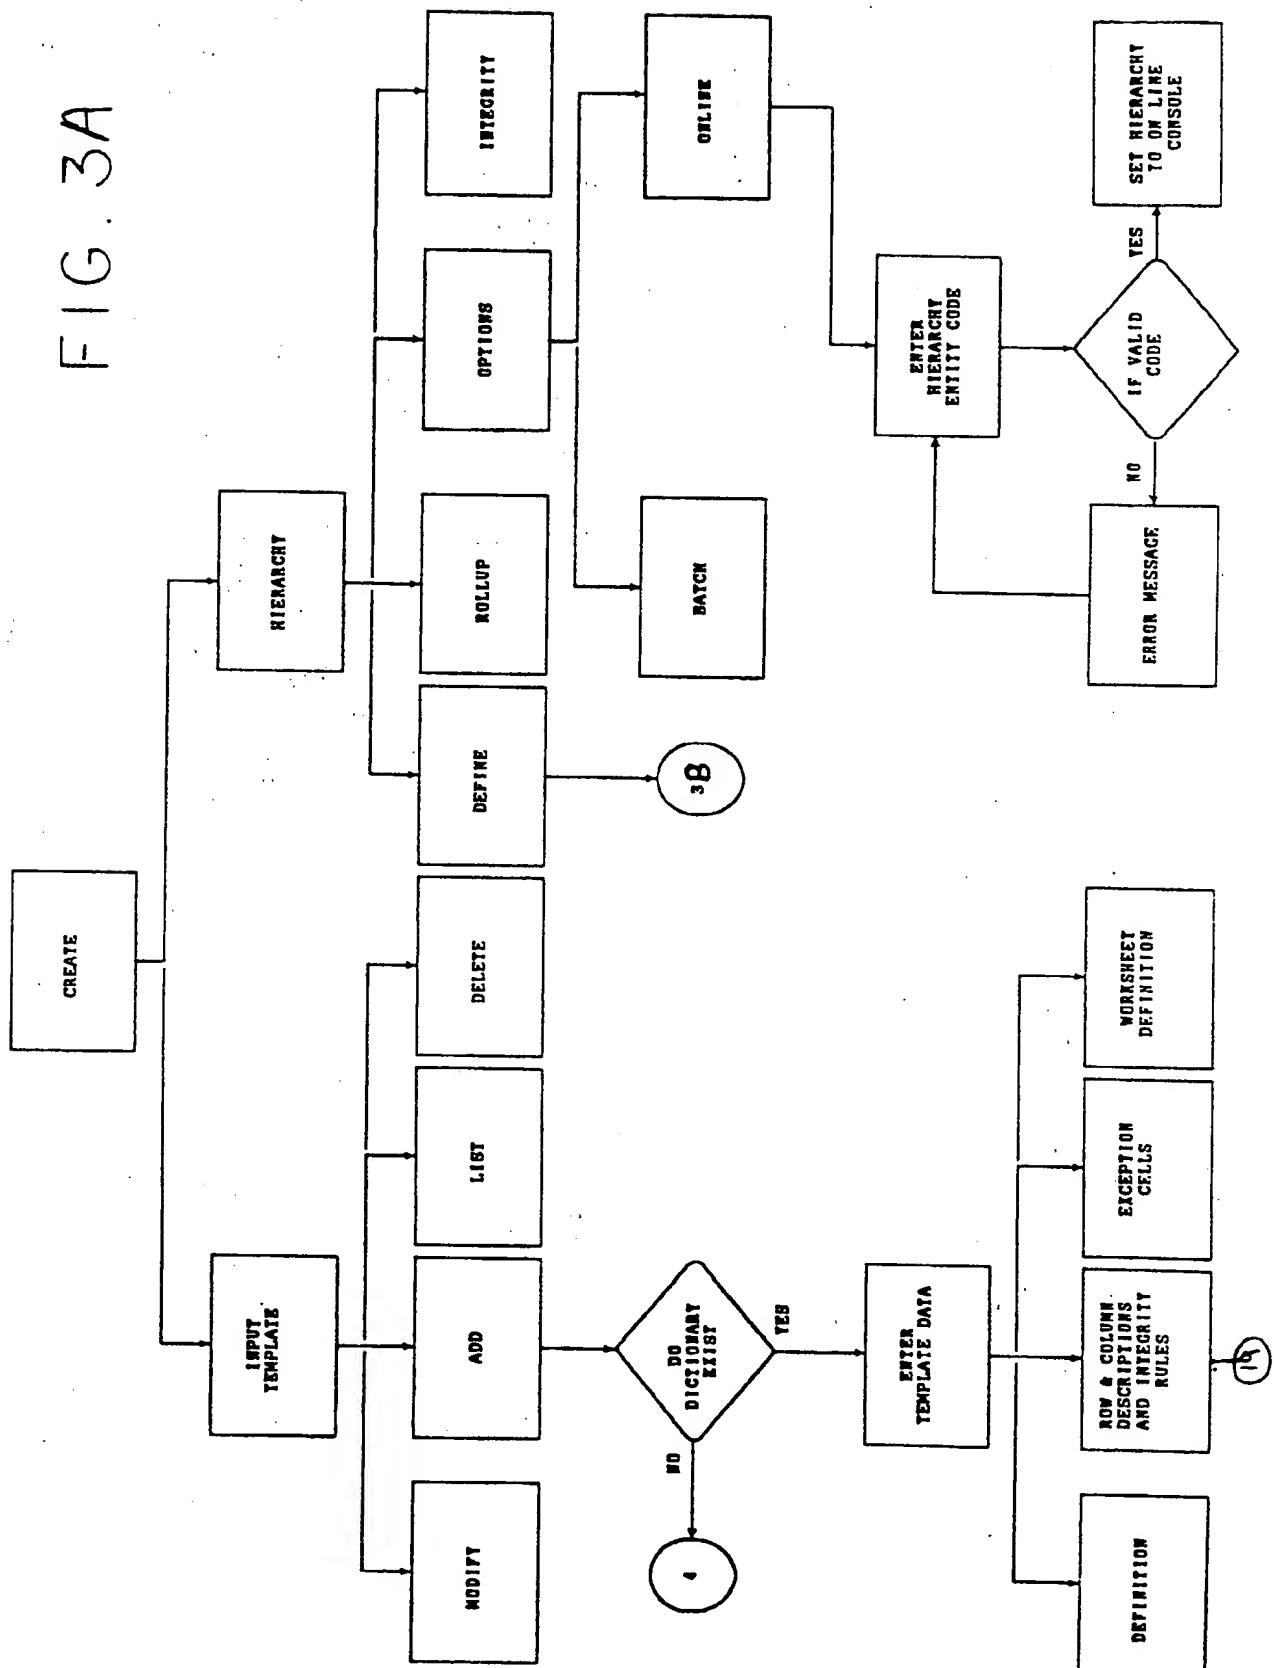 FIG. 3A
CREATE
INPUT
TEMPLATE
HIERARCHY
MODIFY
ADD
LIST
DELETE
DEFINE
ROLLUP
OPTIONS
INTEGRITY
DO
DICTIONARY
EXIST
NO
YES
4
3B
BATCH
ONLINE
ENTER
TEMPLATE DATA
ENTER
HIERARCHY
ENTITY CODE
DEFINITION
ROW & COLUMN
DESCRIPTIONS
AND INTEGRITY
RULES
EXCEPTION
CELLS
WORKSHEET
DEFINITION
19
ERROR MESSAGE
NO
IF VALID
CODE
YES
SET HIERARCHY
TO ON LINE
CONSOLE